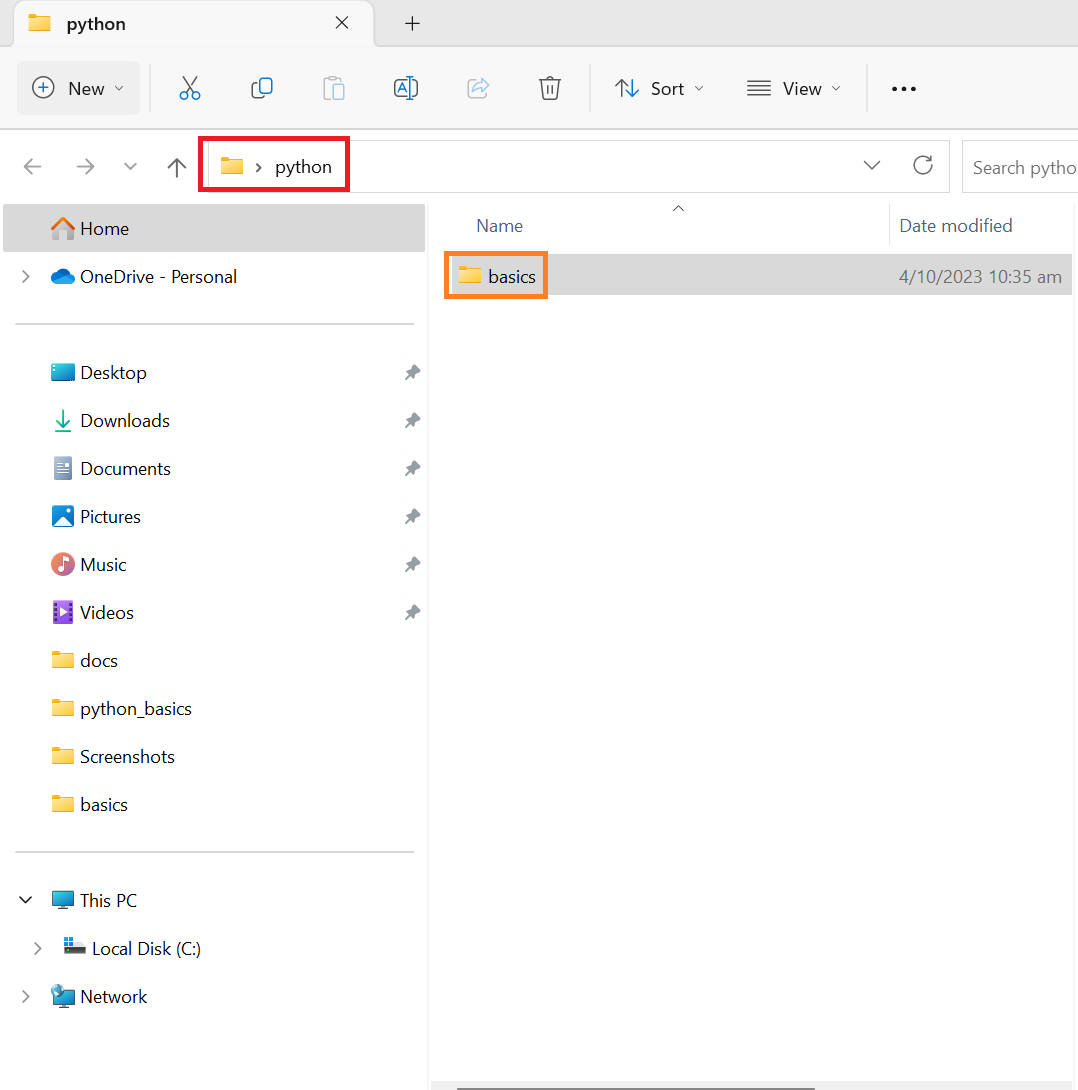 python
New
Sort
View
python
Search pytho
Home
OneDrive - Personal
Desktop
Downloads
Documents
Pictures
Music
Videos
docs
python_basics
Screenshots
basics
This PC
Local Disk (C:)
Network
Name Date modified
basics 4/10/2023 10:35 am